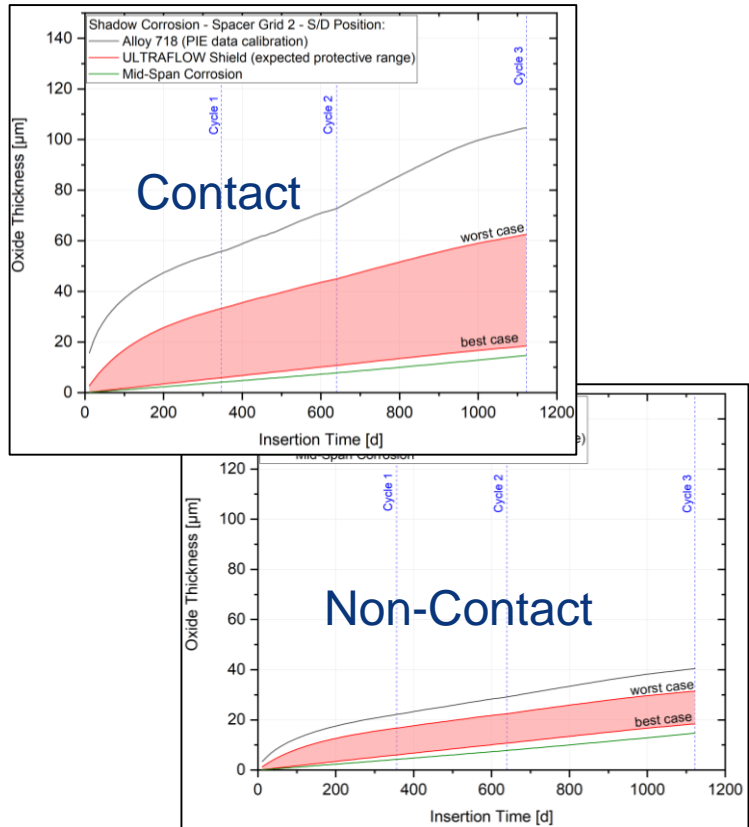 Shadow Corrosion - Spacer Grid 2 - S/D Position:
Alloy 718 (PIE data calibration)
ULTRAFLOW Shield (expected protective range)
Mid-Span Corrosion
140
120
100
80
60
40
20
0
Oxide Thickness [µm]
Cycle 1
Cycle 2
Cycle 3
Contact
worst case
best case
0 200 400 600 800 1000 1200
Insertion Time [d]
Mid-Span Corrosion
120
100
80
60
40
20
0
Oxide Thickness [µm]
Cycle 1
Cycle 2
Cycle 3
Non-Contact
worst case
best case
0 200 400 600 800 1000 1200
Insertion Time [d]